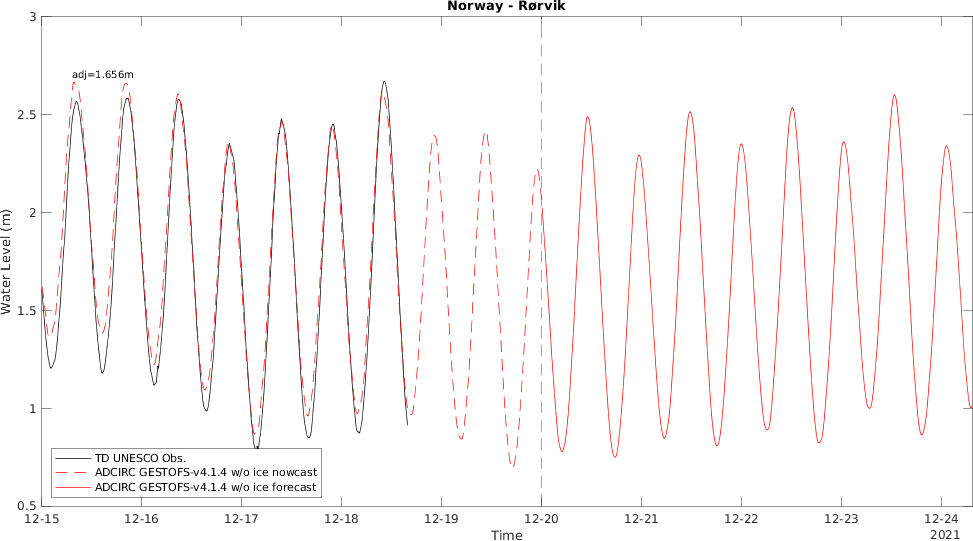 Norway - Rørvik
adj=1.656m
3
2.5
2
1.5
1
0.5
Water Level (m)
TD UNESCO Obs.
ADCIRC GESTOFS-v4.1.4 w/o ice nowcast
ADCIRC GESTOFS-v4.1.4 w/o ice forecast
12-15 12-16 12-17 12-18 12-19 12-20 12-21 12-22 12-23 12-24
Time
2021